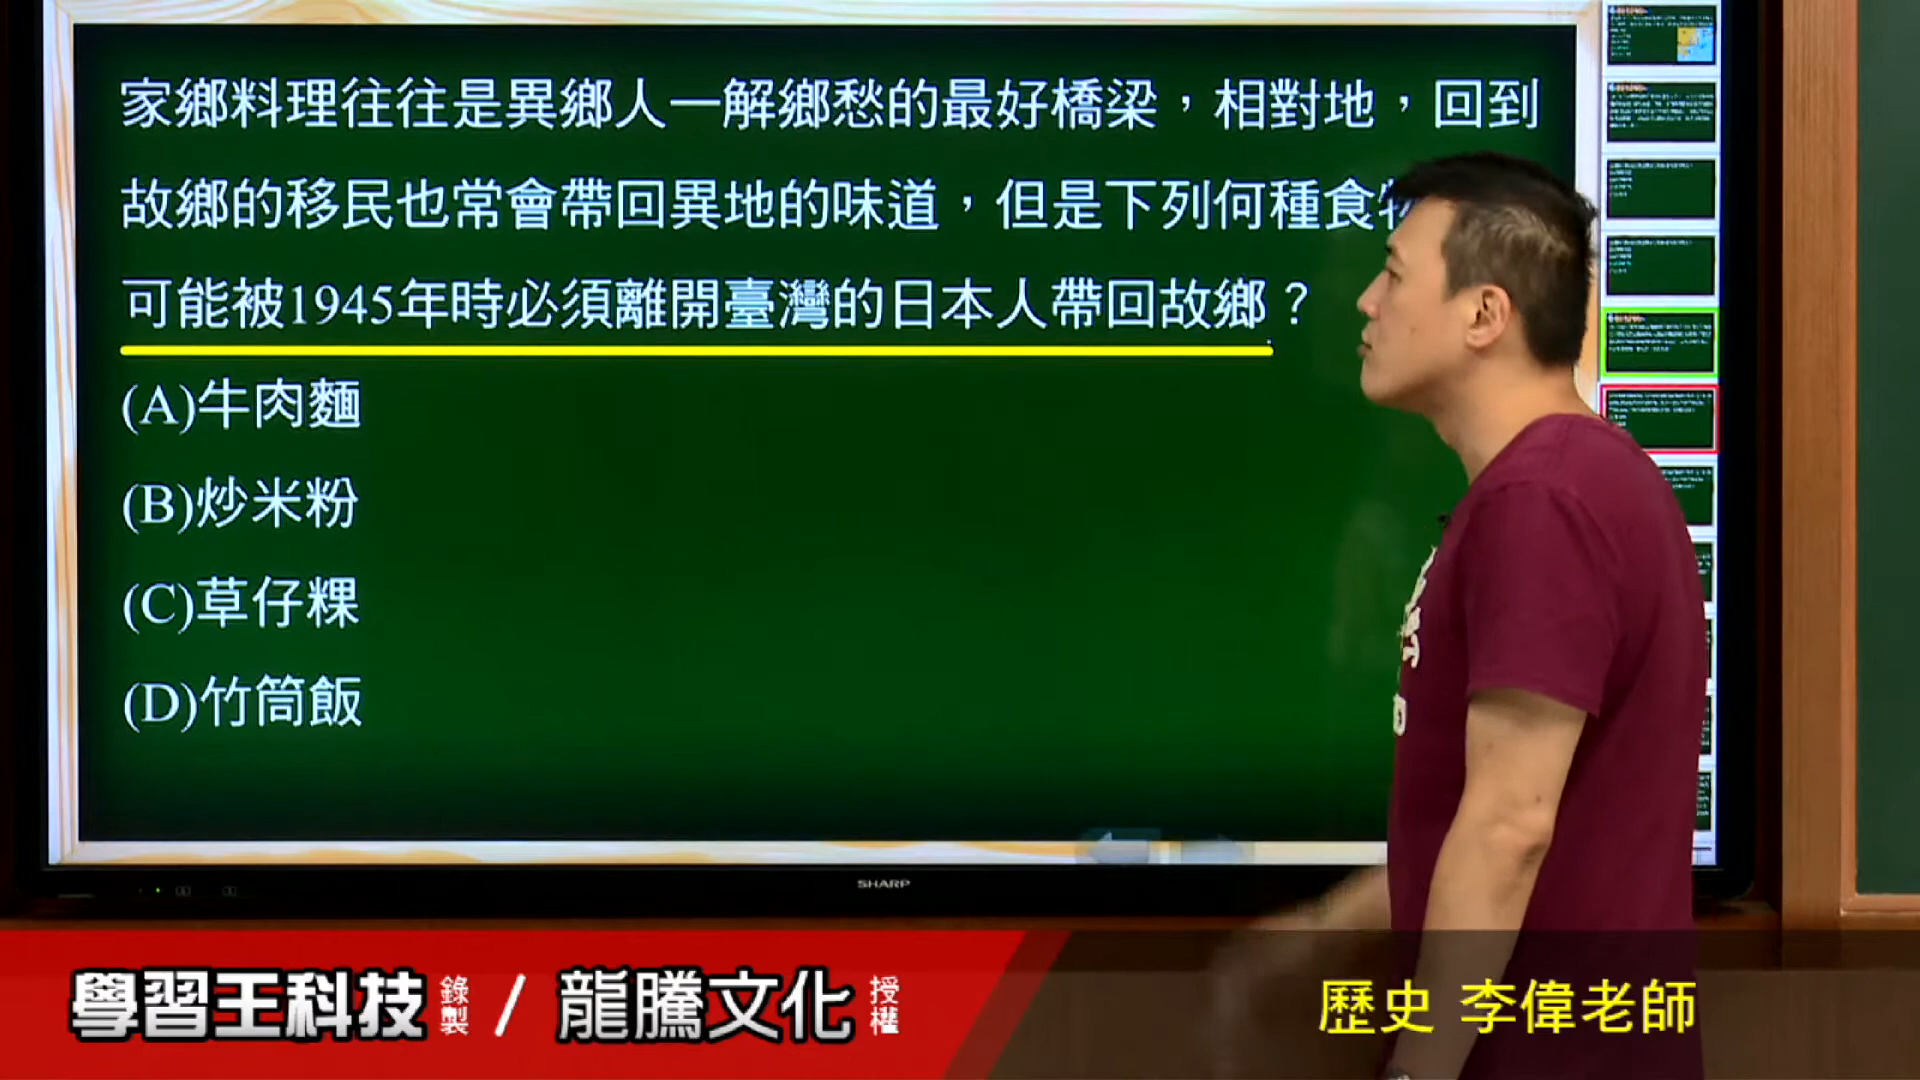 家鄉料理往往是異鄉人一解鄉愁的最好橋梁，相對地，回到
故鄉的移民也常會帶回異地的味道，但是下列何種食
可能被1945年時必須離開臺灣的日本人帶回故鄉？
(A)牛肉麵
(B)炒米粉
(C)草仔粿
(D)竹筒飯
SHARP
學習王科技 錄製 / 龍騰文化 授權
歷史 李偉老師